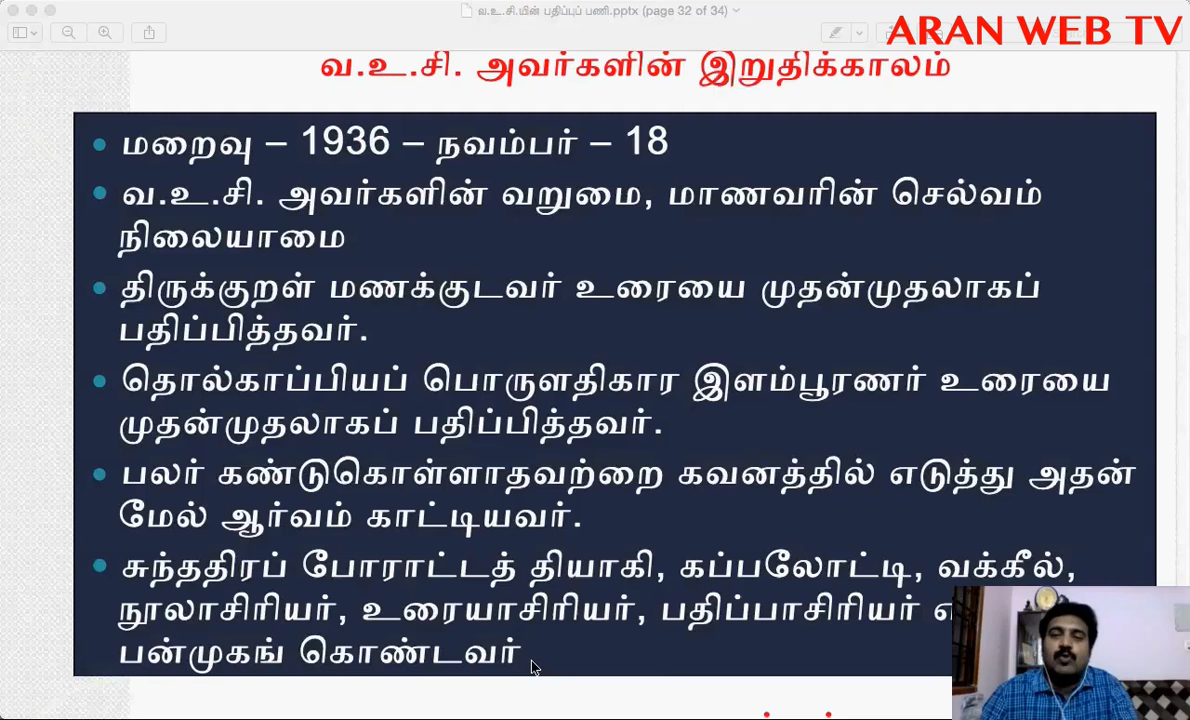 வ.உ.சி.யின் பதிப்புப் பணி.pptx (page 32 of 34)
ARAN WEB TV
வ.உ.சி. அவர்களின் இறுதிக்காலம்
மறைவு – 1936 – நவம்பர் – 18
வ.உ.சி. அவர்களின் வறுமை, மாணவரின் செல்வம்
நிலையாமை
திருக்குறள் மணக்குடவர் உரையை முதன்முதலாகப்
பதிப்பித்தவர்.
தொல்காப்பியப் பொருளதிகார இளம்பூரணர் உரையை
முதன்முதலாகப் பதிப்பித்தவர்.
பலர் கண்டுகொள்ளாதவற்றை கவனத்தில் எடுத்து அதன்
மேல் ஆர்வம் காட்டியவர்.
சுந்ததிரப் போராட்டத் தியாகி, கப்பலோட்டி, வக்கீல்,
நூலாசிரியர், உரையாசிரியர், பதிப்பாசிரியர்
பன்முகங் கொண்டவர்